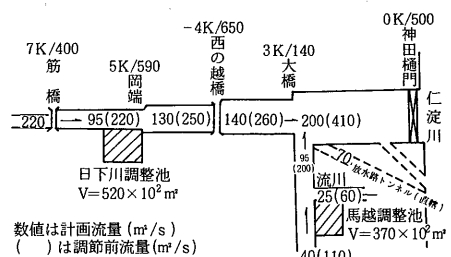 0K/500
神田樋門
-4K/650
西の越橋
3K/140
大橋
5K/590
岡端
7K/400
筋橋
仁淀川
220
95(220)
130(250)
140(260)
200(410)
日下川調整池
V=520×10²㎥
95
(200)
70
放水路トンネル(直轄)
流川
25(60)
馬越調整池
V=370×10²㎥
40(110)
数値は計画流量(㎥/s)
( )は調節前流量(㎥/s)